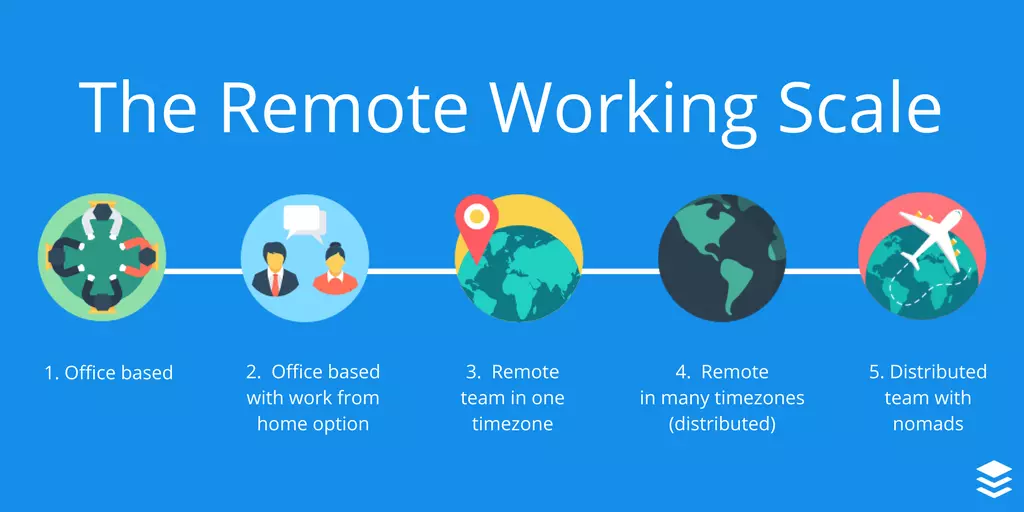 The Remote Working Scale
1. Office based
2. Office based
with work from
home option
3. Remote
team in one
timezone
4. Remote
in many timezones
(distributed)
5. Distributed
team with
nomads